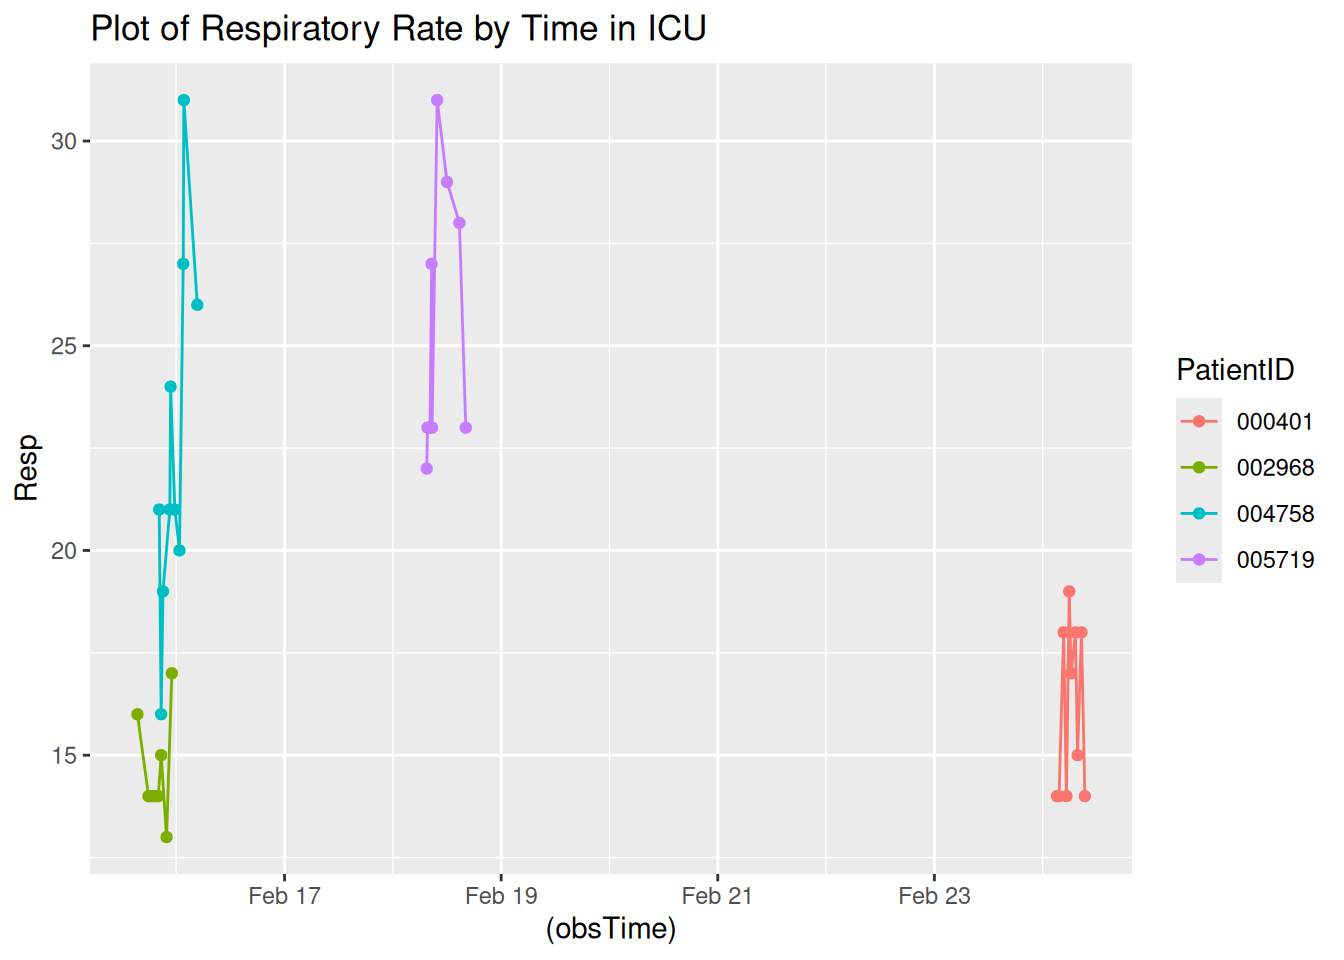 Plot of Respiratory Rate by Time in ICU
30
25
20
15
Resp
Feb 17
Feb 19
Feb 21
Feb 23
(obsTime)
PatientID
000401
002968
004758
005719